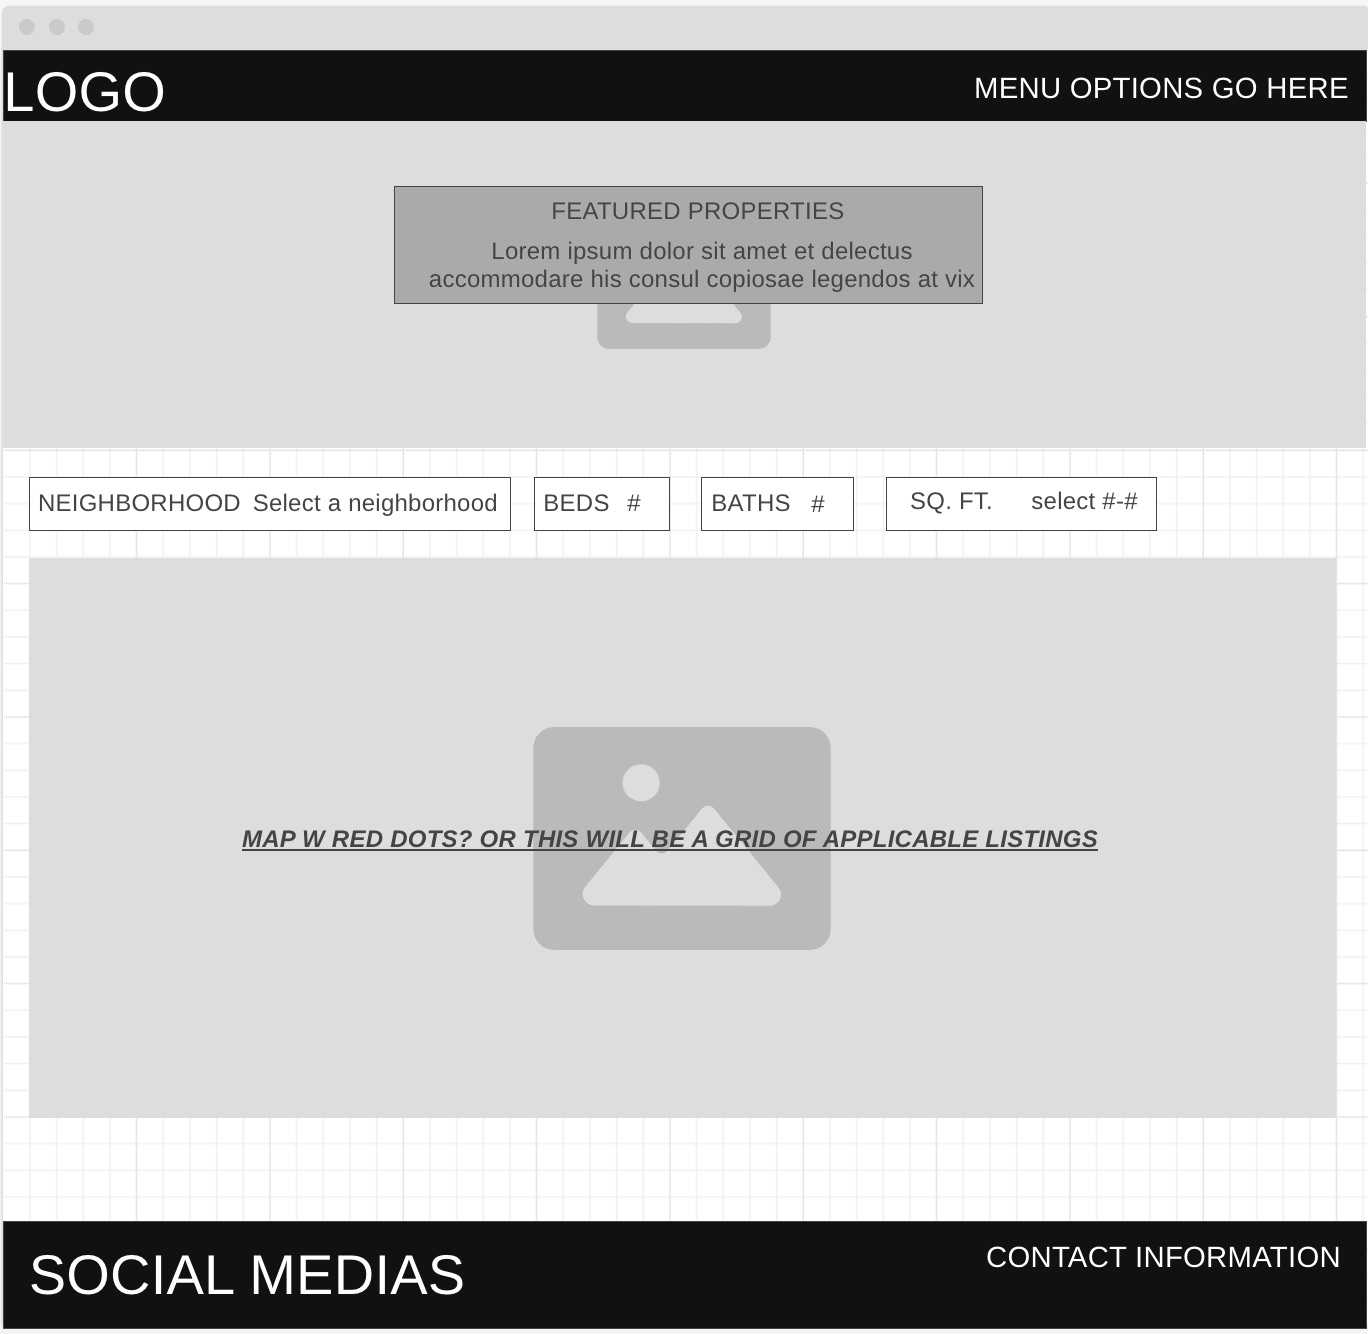 LOGO
MENU OPTIONS GO HERE
FEATURED PROPERTIES
Lorem ipsum dolor sit amet et delectus
accommodare his consul copiosae legendos at vix
NEIGHBORHOOD Select a neighborhood
BEDS #
BATHS #
SQ. FT. select #-#
MAP W RED DOTS? OR THIS WILL BE A GRID OF APPLICABLE LISTINGS
SOCIAL MEDIAS
CONTACT INFORMATION